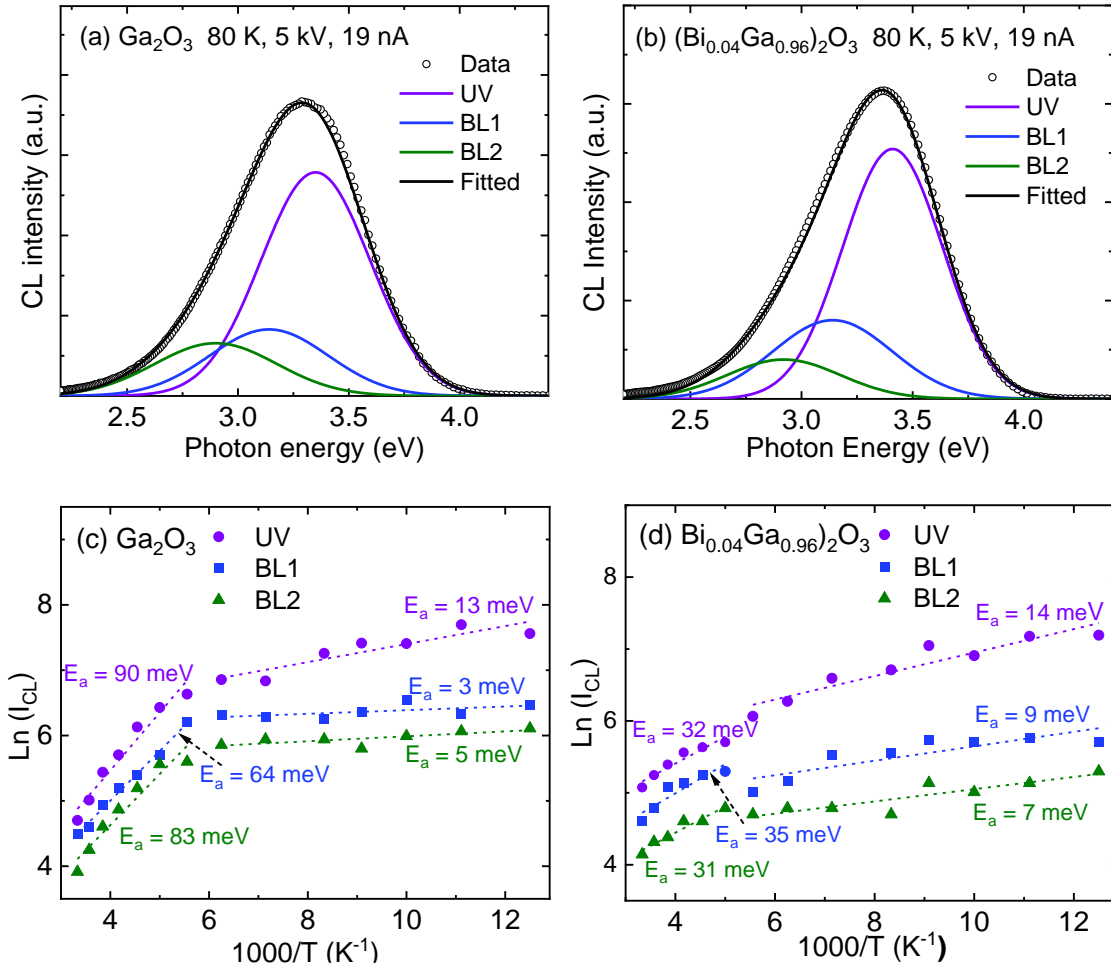 (a) Ga₂O₃ 80 K, 5 kV, 19 nA
Data
UV
BL1
BL2
Fitted
CL intensity (a.u.)
2.5 3.0 3.5 4.0
Photon energy (eV)
(b) (Bi₀.₀₄Ga₀.₉₆)₂O₃ 80 K, 5 kV, 19 nA
Data
UV
BL1
BL2
Fitted
CL Intensity (a.u.)
2.5 3.0 3.5 4.0
Photon Energy (eV)
(c) Ga₂O₃
UV
BL1
BL2
Eₐ = 13 meV
Eₐ = 90 meV
Eₐ = 3 meV
Eₐ = 5 meV
Eₐ = 64 meV
Eₐ = 83 meV
Ln (I_CL)
8
6
4
4 6 8 10 12
1000/T (K⁻¹)
(d) Bi₀.₀₄Ga₀.₉₆)₂O₃
UV
BL1
BL2
Eₐ = 14 meV
Eₐ = 32 meV
Eₐ = 9 meV
Eₐ = 7 meV
Eₐ = 35 meV
Eₐ = 31 meV
Ln (I_CL)
8
6
4
4 6 8 10 12
1000/T (K⁻¹)